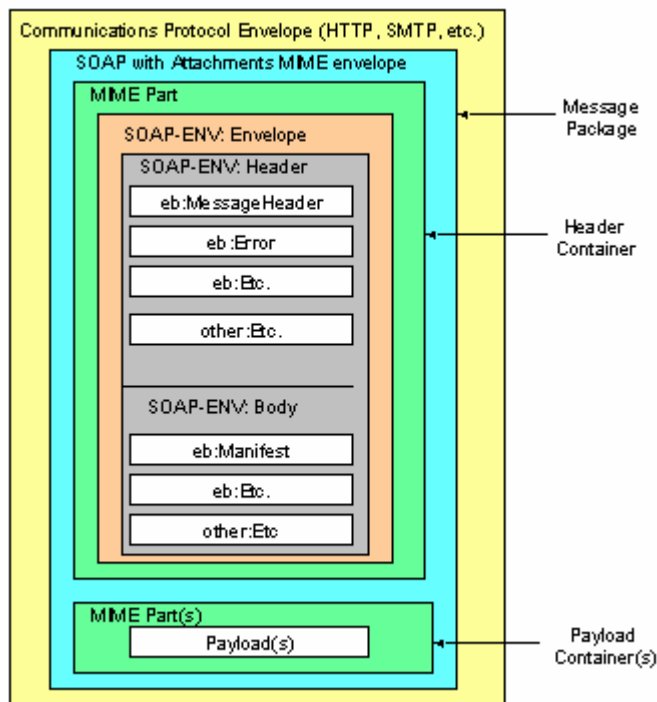 Communications Protocol Envelope (HTTP, SMTP, etc.)
SOAP with Attachments MIME envelope
MIME Part
SOAP-ENV: Envelope
SOAP-ENV: Header
eb:MessageHeader
eb:Error
eb:Etc.
other:Etc.
SOAP-ENV: Body
eb:Manifest
eb:Etc.
other:Etc
MIME Part(s)
Payload(s)
Message
Package
Header
Container
Payload
Container(s)